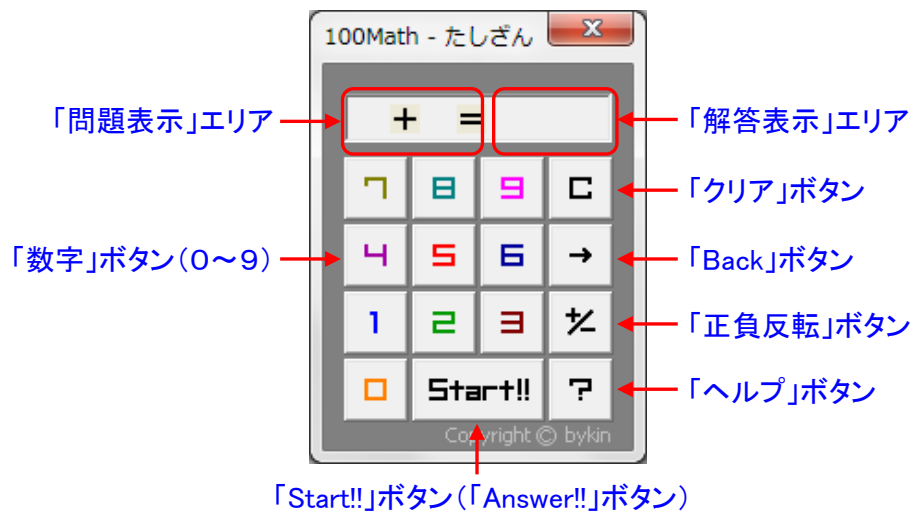 100Math - たしざん
x
「問題表示」エリア
+ =
「解答表示」エリア
7 8 9 C
「クリア」ボタン
「数字」ボタン(0~9)
4 5 6 →
「Back」ボタン
1 2 3 +/-
「正負反転」ボタン
0 Start!! ?
「ヘルプ」ボタン
Copyright © bykin
「Start!!」ボタン(「Answer!!」ボタン)